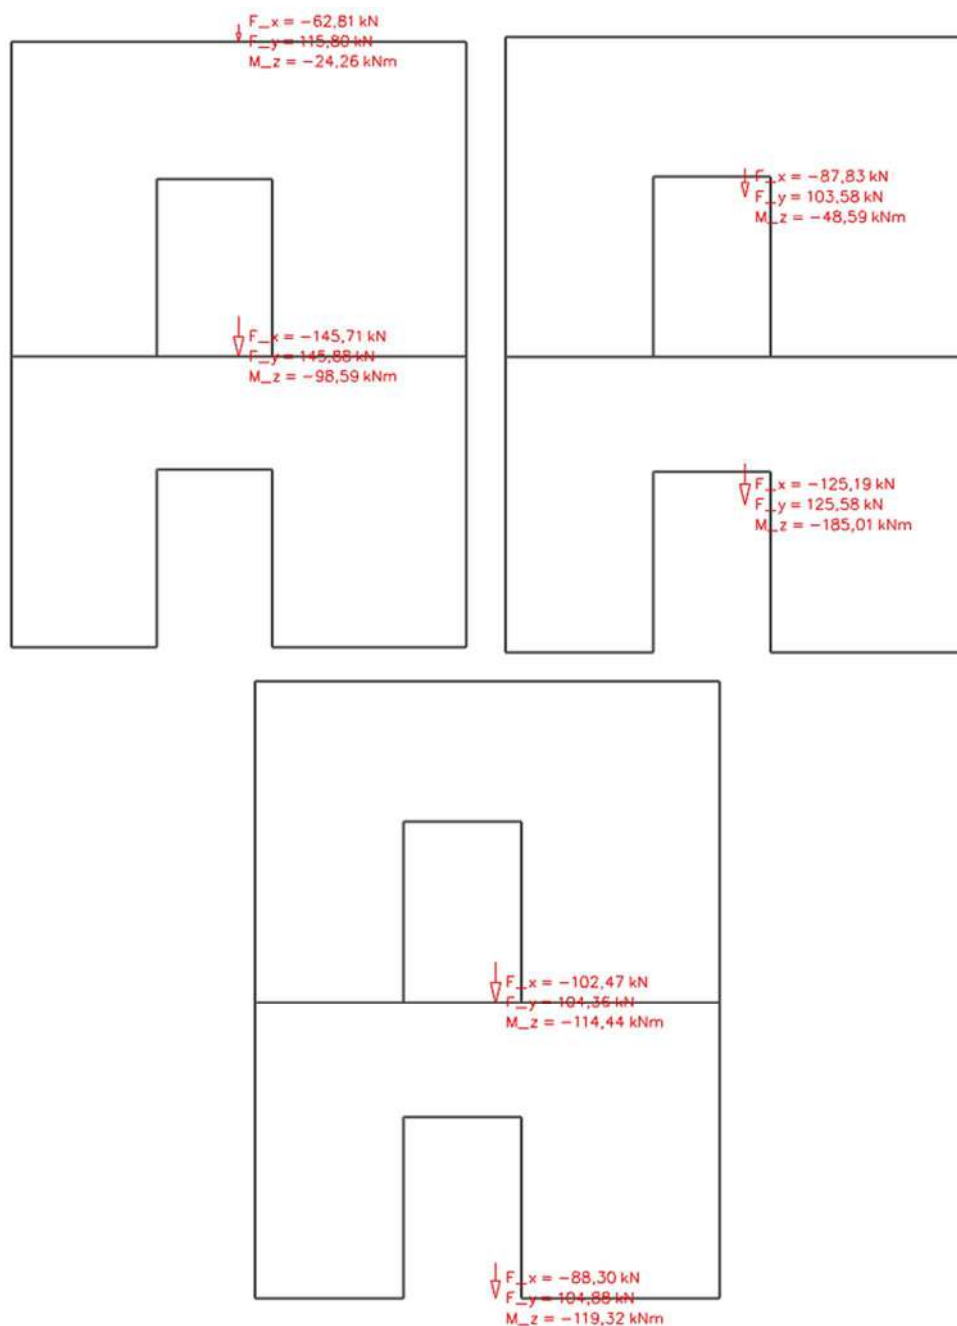 F_x = −62,81 kN
F_y = 115,80 kN
M_z = −24,26 kNm
F_x = −87,83 kN
F_y = 103,58 kN
M_z = −48,59 kNm
F_x = −145,71 kN
F_y = 145,88 kN
M_z = −98,59 kNm
F_x = −125,19 kN
F_y = 125,58 kN
M_z = −185,01 kNm
F_x = −102,47 kN
F_y = 104,36 kN
M_z = −114,44 kNm
F_x = −88,30 kN
F_y = 104,88 kN
M_z = −119,32 kNm